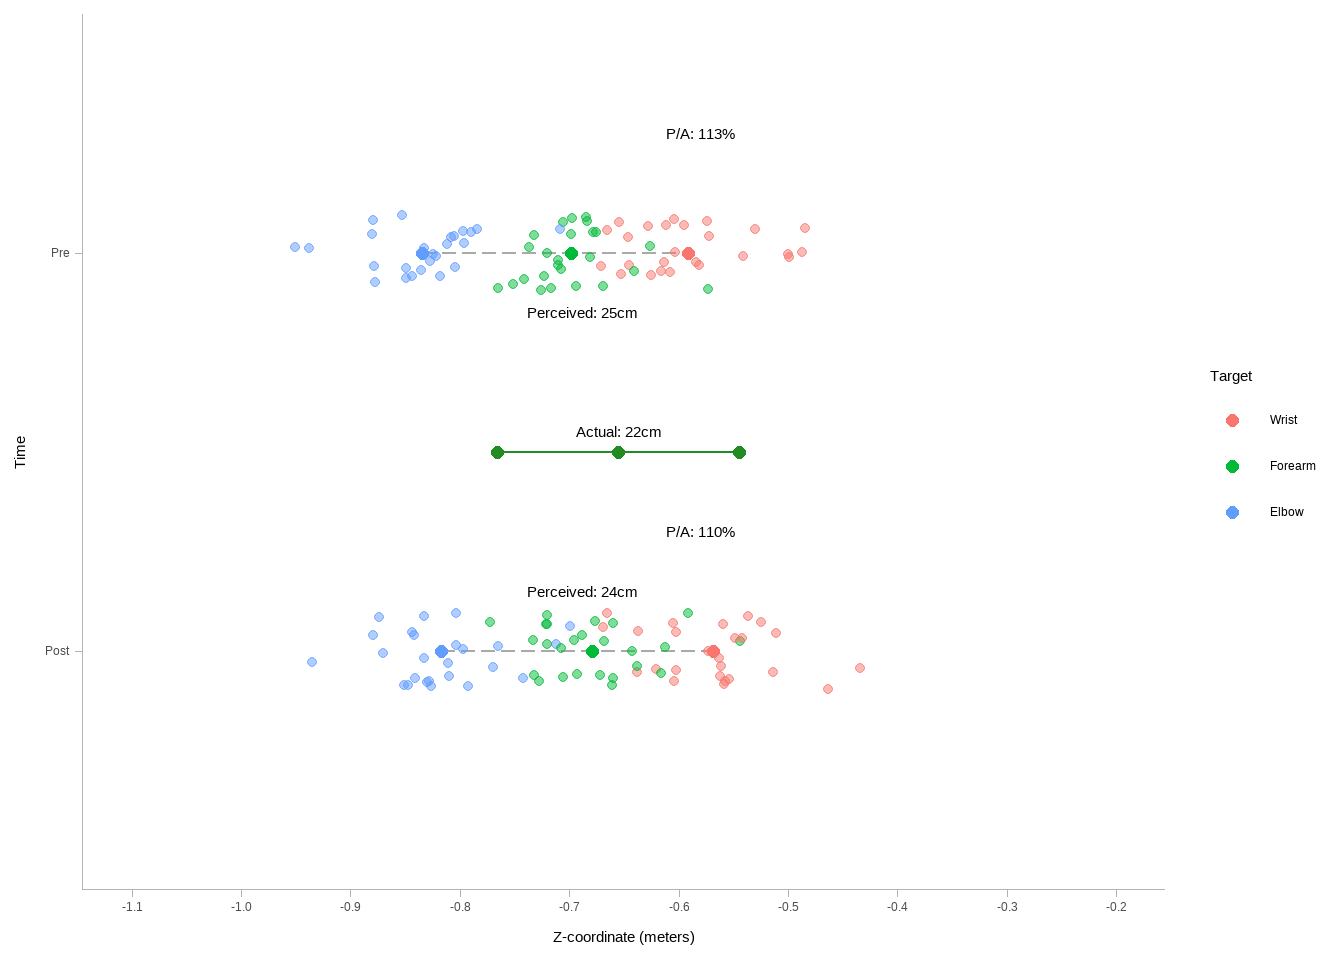 P/A: 113%
Pre
Perceived: 25cm
Target
Actual: 22cm
Wrist
Time
Forearm
Elbow
P/A: 110%
Perceived: 24cm
Post
-1.1 -1.0 -0.9 -0.8 -0.7 -0.6 -0.5 -0.4 -0.3 -0.2
Z-coordinate (meters)